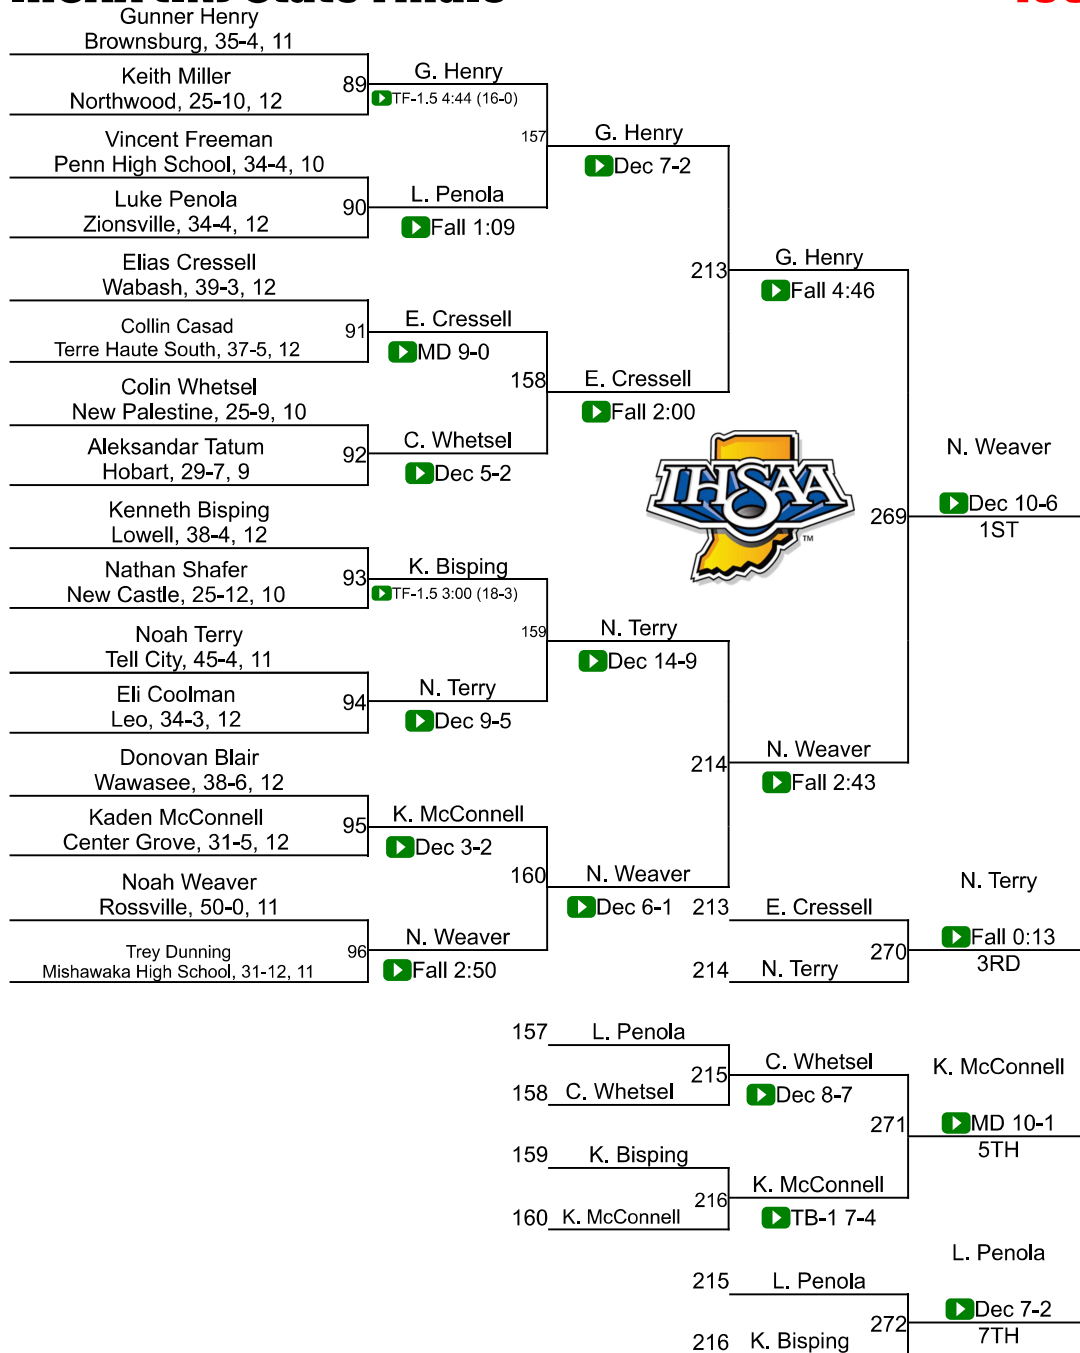 Gunner Henry
Brownsburg, 35-4, 11
Keith Miller
Northwood, 25-10, 12
89
G. Henry
TF-1.5 4:44 (16-0)
Vincent Freeman
Penn High School, 34-4, 10
Luke Penola
Zionsville, 34-4, 12
90
L. Penola
Fall 1:09
157
G. Henry
Dec 7-2
Elias Cressell
Wabash, 39-3, 12
Collin Casad
Terre Haute South, 37-5, 12
91
E. Cressell
MD 9-0
Colin Whetsel
New Palestine, 25-9, 10
Aleksandar Tatum
Hobart, 29-7, 9
92
C. Whetsel
Dec 5-2
158
E. Cressell
Fall 2:00
213
G. Henry
Fall 4:46
Kenneth Bisping
Lowell, 38-4, 12
Nathan Shafer
New Castle, 25-12, 10
93
K. Bisping
TF-1.5 3:00 (18-3)
Noah Terry
Tell City, 45-4, 11
Eli Coolman
Leo, 34-3, 12
94
N. Terry
Dec 9-5
159
N. Terry
Dec 14-9
Donovan Blair
Wawasee, 38-6, 12
Kaden McConnell
Center Grove, 31-5, 12
95
K. McConnell
Dec 3-2
Noah Weaver
Rossville, 50-0, 11
Trey Dunning
Mishawaka High School, 31-12, 11
96
N. Weaver
Fall 2:50
160
N. Weaver
Dec 6-1
214
N. Weaver
Fall 2:43
IHSAA
TM
269
N. Weaver
Dec 10-6
1ST
213
E. Cressell
214
N. Terry
270
N. Terry
Fall 0:13
3RD
157
L. Penola
158
C. Whetsel
215
C. Whetsel
Dec 8-7
159
K. Bisping
160
K. McConnell
216
K. McConnell
TB-1 7-4
271
K. McConnell
MD 10-1
5TH
215
L. Penola
216
K. Bisping
272
L. Penola
Dec 7-2
7TH